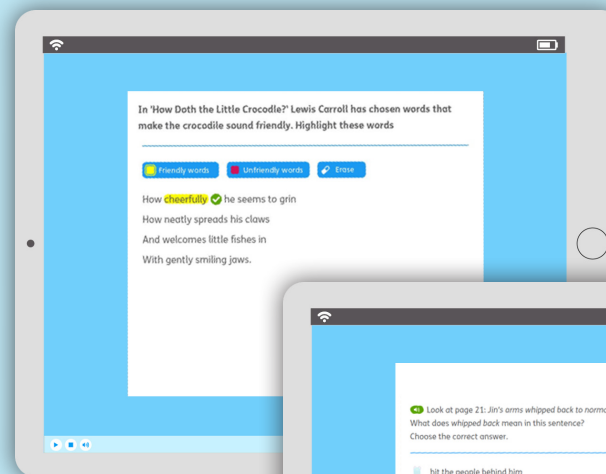 In 'How Doth the Little Crocodle?' Lewis Carroll has chosen words that
make the crocodile sound friendly. Highlight these words
Friendly words Unfriendly words Erase
How cheerfully he seems to grin
How neatly spreads his claws
And welcomes little fishes in
With gently smiling jaws.
Look at page 21: Jin's arms whipped back to norma
What does whipped back mean in this sentence?
Choose the correct answer.
hit the people behind him